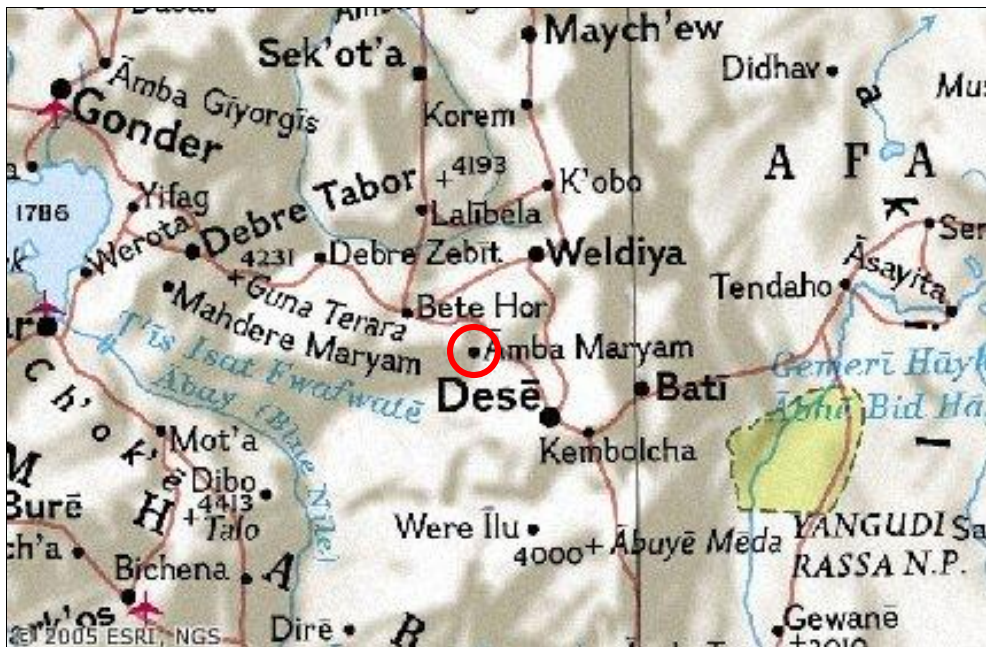 Maych'ew
Sek'ot'a
Didhav
Āmba Gīyorgīs
Gonder
Korem
A F A
4193
K'obo
1786
Yifag
Debre Tabor
Lalībela
Werota
4231
Debre Zebīt
Weldiya
Guna Terara
Tendaho
Āsayita
Mahdere Maryam
Bete Hor
Āmba Maryam
T'īs Isat Fwafwatē
Desē
Batī
Abay (Blue Nile)
Ch'ok'ē
Mot'a
Kembolcha
Dibo
4413
Talo
Burē
Were Īlu
4000
Ābuyē Meda
YANGUDI
RASSA N.P.
Bichena
Gewanē
Dirē
© 2005 ESRI, NGS